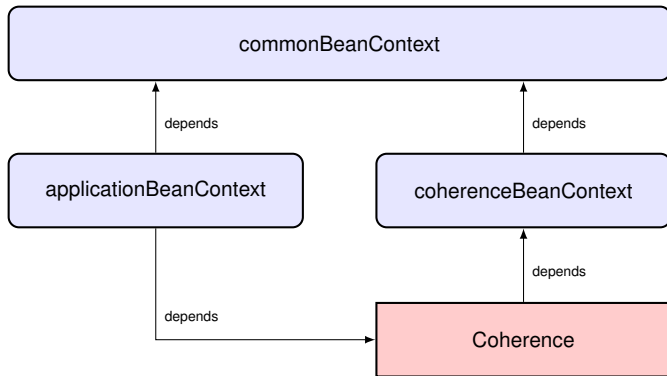 commonBeanContext
depends
depends
applicationBeanContext
coherenceBeanContext
depends
depends
Coherence